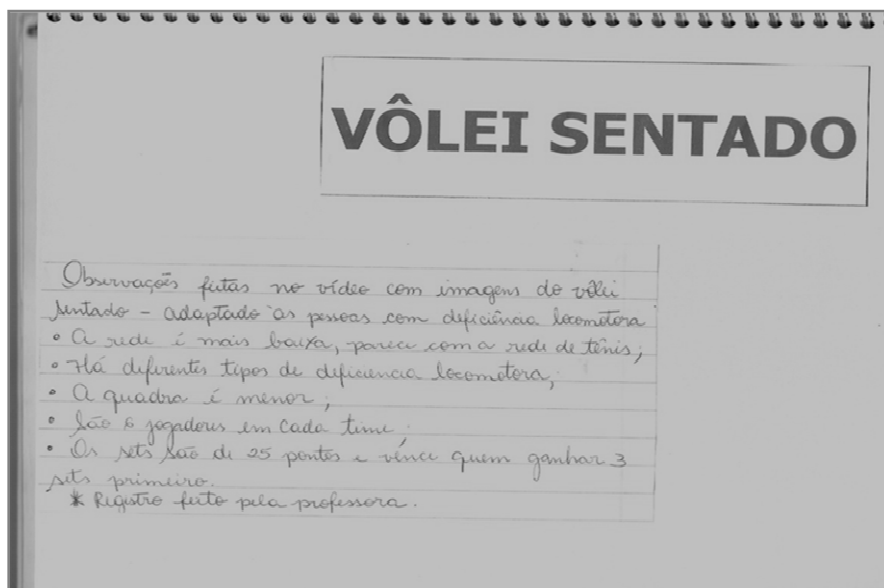 VÔLEI SENTADO
Observações feitas no vídeo com imagens do vôlei
sentado - adaptado às pessoas com deficiência locomotora
• A rede é mais baixa, parece com a rede de tênis;
• Há diferentes tipos de deficiencia locomotora;
• A quadra é menor;
• São 6 jogadores em cada time;
• Os sets são de 25 pontos e vence quem ganhar 3
sets primeiro.
* Registro feito pela professora.